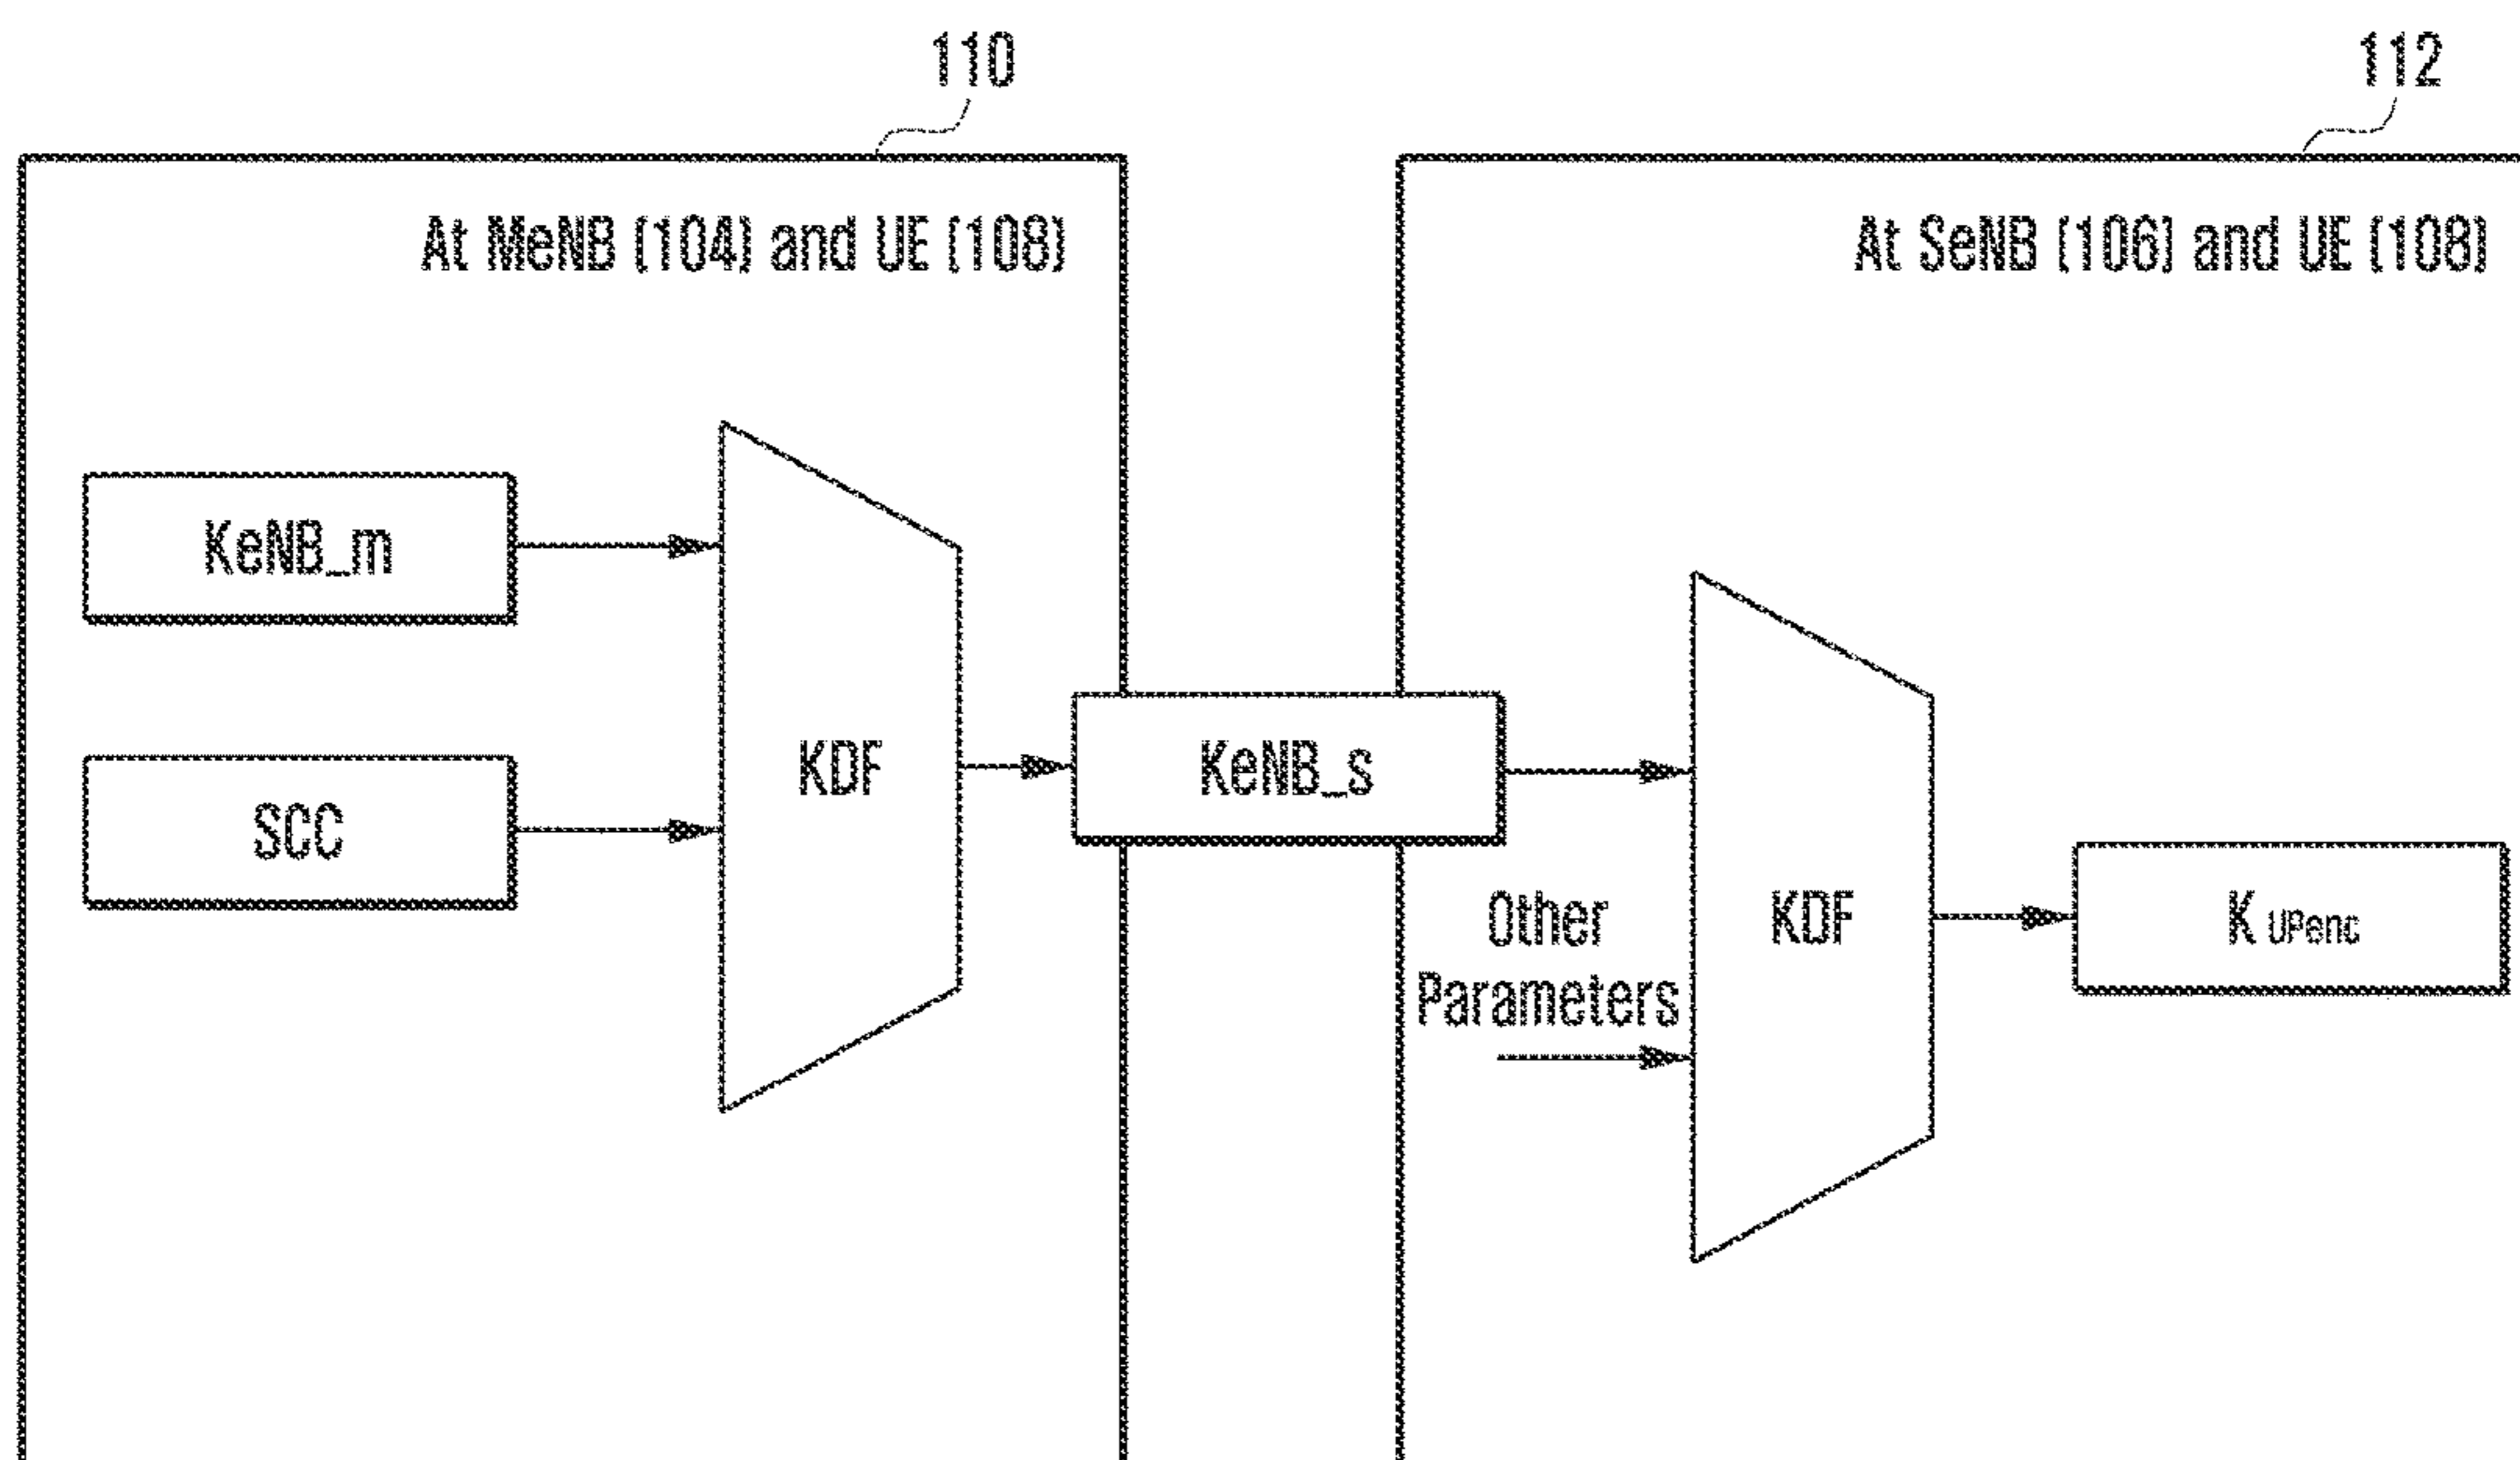 110
112
At MeNB (104) and UE (108)
At SeNB (106) and UE (108)
KeNB_m
SCC
KDF
KeNB_s
Other
Parameters
KDF
K UPenc